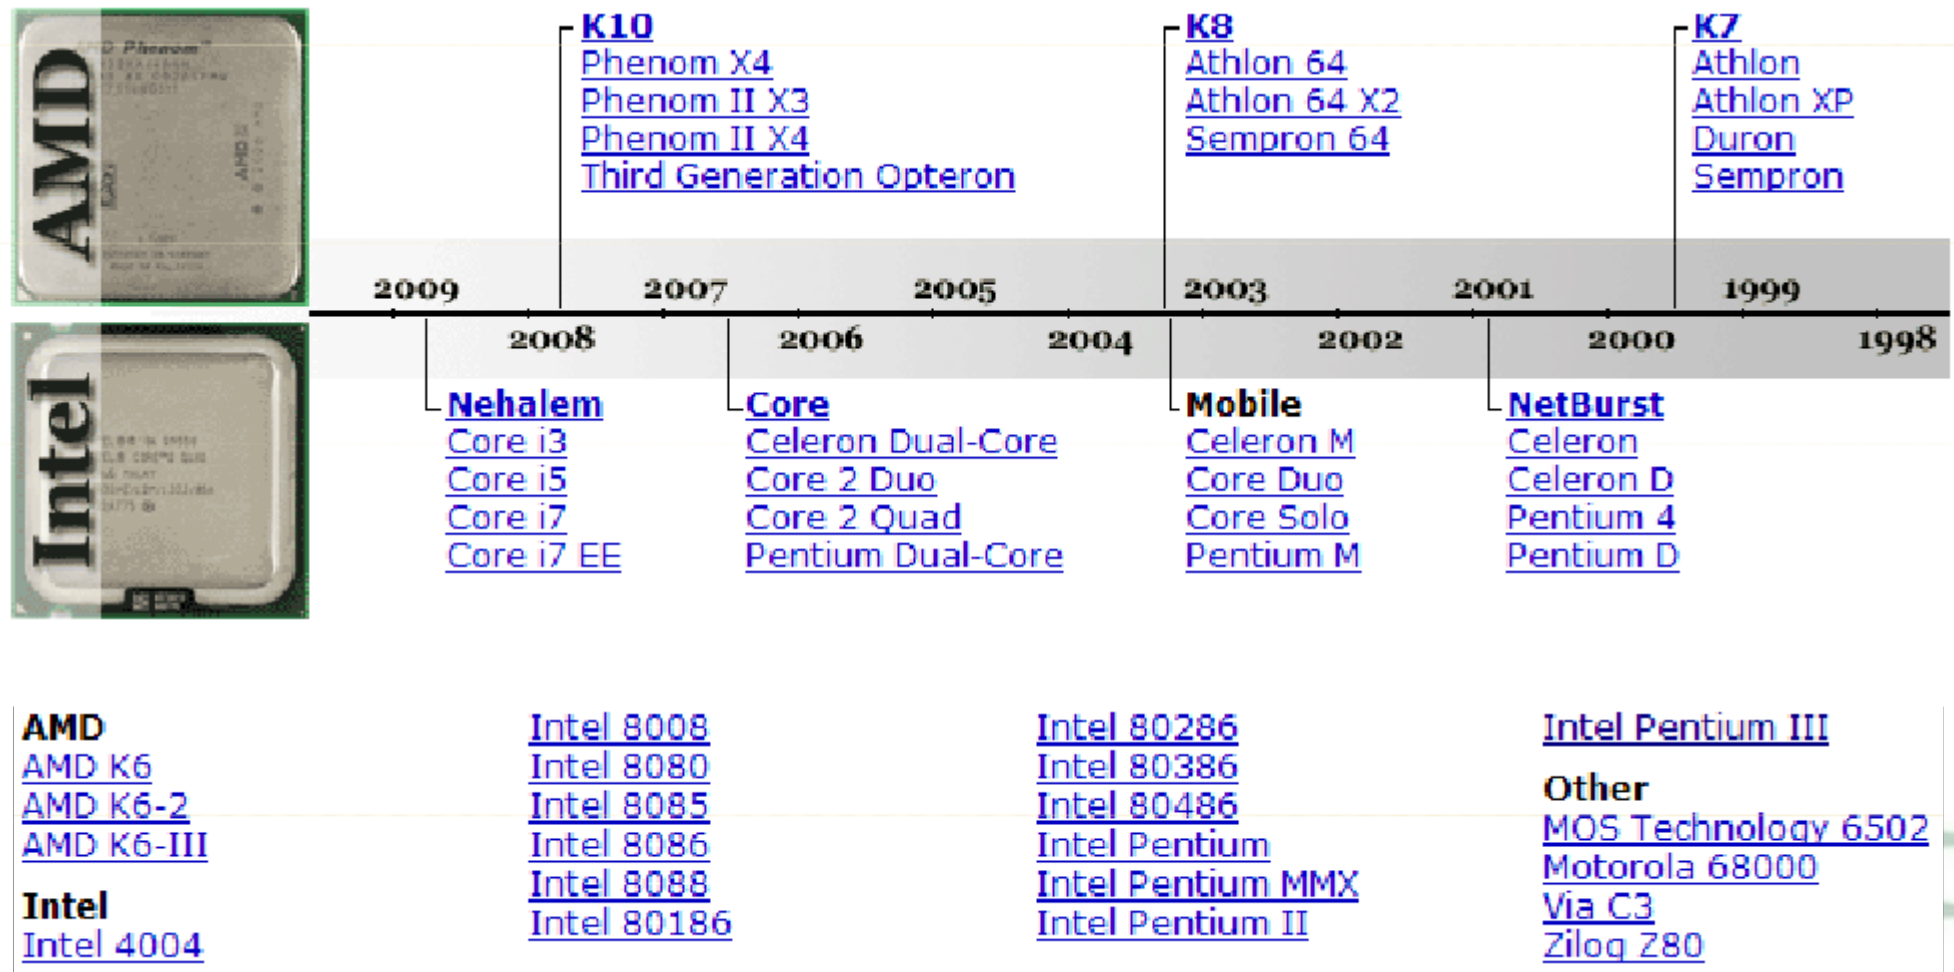 AMD
AMD Phenom™
K10
Phenom X4
Phenom II X3
Phenom II X4
Third Generation Opteron
K8
Athlon 64
Athlon 64 X2
Sempron 64
K7
Athlon
Athlon XP
Duron
Sempron
2009
2007
2005
2003
2001
1999
2008
2006
2004
2002
2000
1998
Intel
Nehalem
Core i3
Core i5
Core i7
Core i7 EE
Core
Celeron Dual-Core
Core 2 Duo
Core 2 Quad
Pentium Dual-Core
Mobile
Celeron M
Core Duo
Core Solo
Pentium M
NetBurst
Celeron
Celeron D
Pentium 4
Pentium D
AMD
AMD K6
AMD K6-2
AMD K6-III
Intel
Intel 4004
Intel 8008
Intel 8080
Intel 8085
Intel 8086
Intel 8088
Intel 80186
Intel 80286
Intel 80386
Intel 80486
Intel Pentium
Intel Pentium MMX
Intel Pentium II
Intel Pentium III
Other
MOS Technology 6502
Motorola 68000
Via C3
Zilog Z80